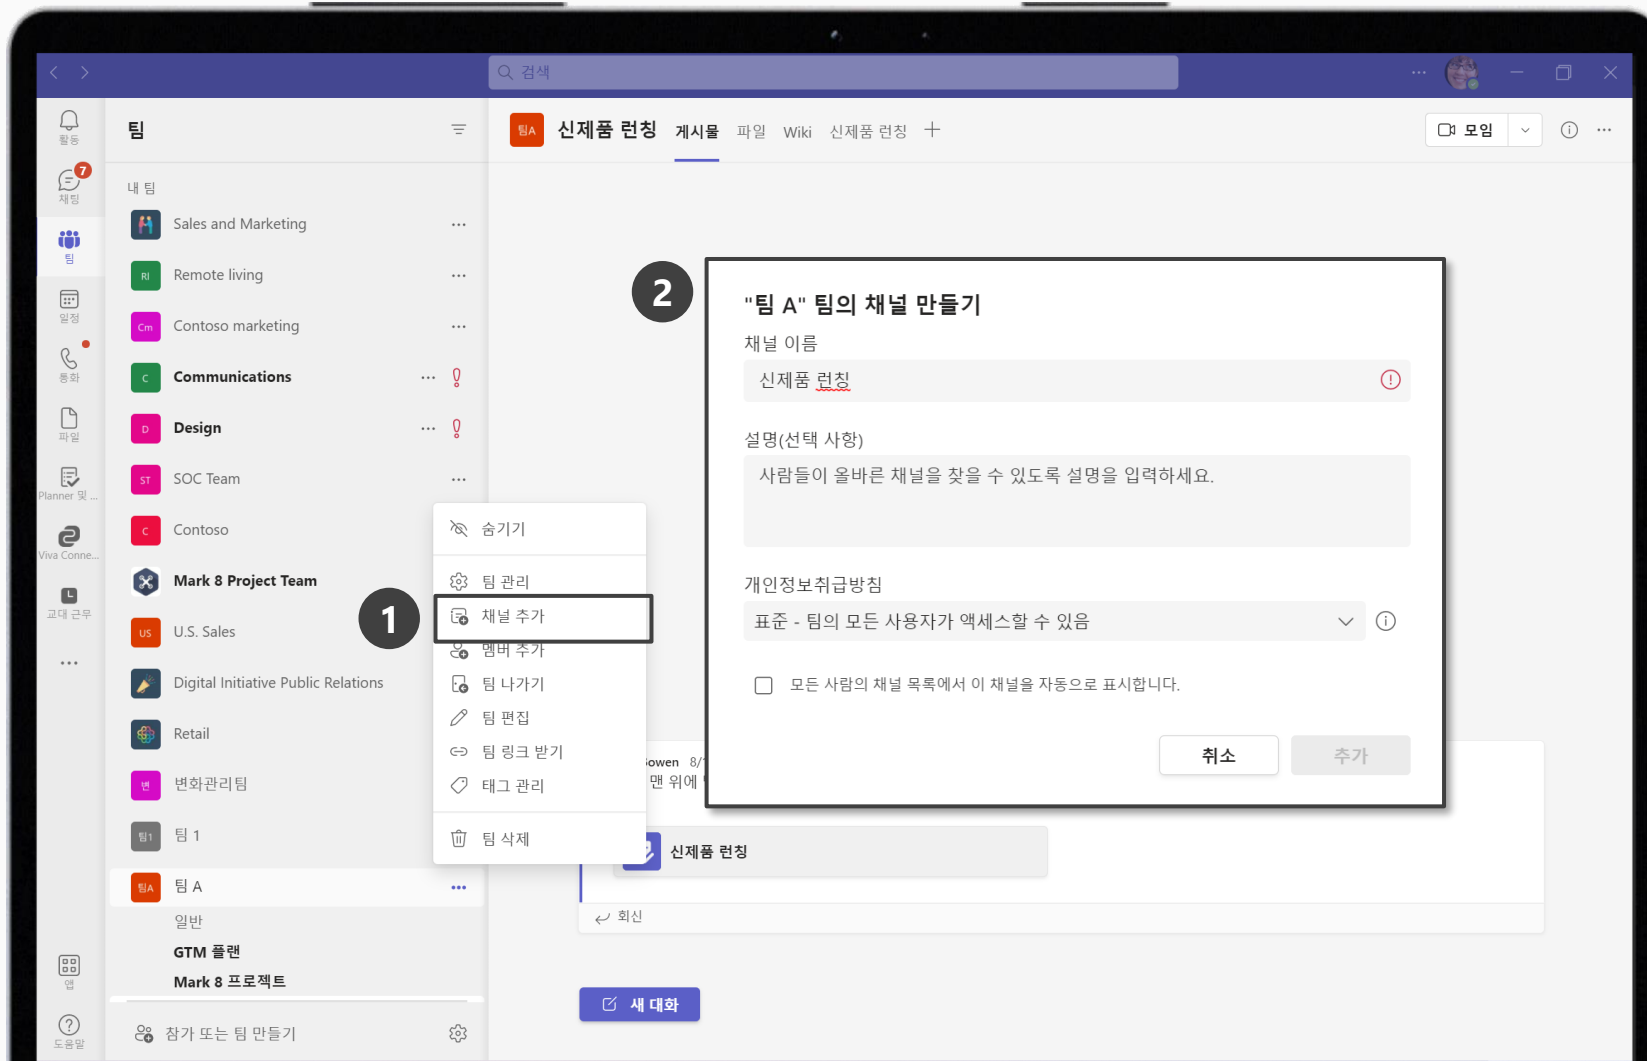 검색
활동
7
채팅
팀
일정
통화
파일
Planner 및 ...
Viva Conne...
교대 근무
앱
도움말
팀
내 팀
Sales and Marketing
RI Remote living
Cm Contoso marketing
C Communications
D Design
ST SOC Team
C Contoso
Mark 8 Project Team
US U.S. Sales
Digital Initiative Public Relations
Retail
변 변화관리팀
팀1 팀 1
팀A 팀 A
일반
GTM 플랜
Mark 8 프로젝트
참가 또는 팀 만들기
1
숨기기
팀 관리
채널 추가
멤버 추가
팀 나가기
팀 편집
팀 링크 받기
태그 관리
팀 삭제
팀A 신제품 런칭 게시물 파일 Wiki 신제품 런칭
모임
2
"팀 A" 팀의 채널 만들기
채널 이름
신제품 런칭
설명(선택 사항)
사람들이 올바른 채널을 찾을 수 있도록 설명을 입력하세요.
개인정보취급방침
표준 - 팀의 모든 사용자가 액세스할 수 있음
모든 사람의 채널 목록에서 이 채널을 자동으로 표시합니다.
취소 추가
owen 8/
맨 위에
신제품 런칭
회신
새 대화